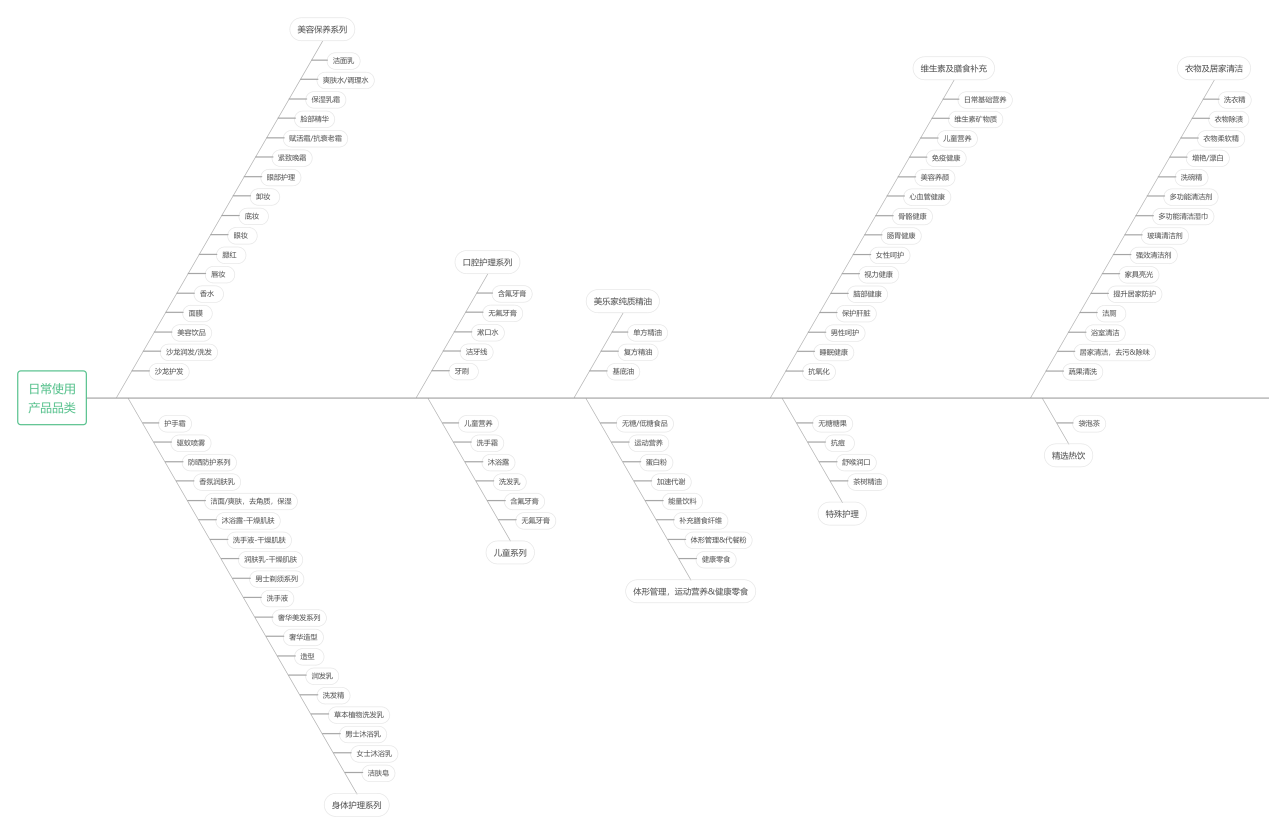 日常使用
产品品类
美容保养系列
洁面乳
爽肤水/调理水
保湿乳霜
脸部精华
赋活霜/抗衰老霜
紧致晚霜
眼部护理
卸妆
底妆
眼妆
腮红
唇妆
香水
面膜
美容饮品
沙龙润发/洗发
沙龙护发
口腔护理系列
含氟牙膏
无氟牙膏
漱口水
洁牙线
牙刷
美乐家纯质精油
单方精油
复方精油
基底油
维生素及膳食补充
日常基础营养
维生素矿物质
儿童营养
免疫健康
美容养颜
心血管健康
骨骼健康
肠胃健康
女性呵护
视力健康
脑部健康
保护肝脏
男性呵护
睡眠健康
抗氧化
衣物及居家清洁
洗衣精
衣物除渍
衣物柔软精
增艳/漂白
洗碗精
多功能清洁剂
多功能清洁湿巾
玻璃清洁剂
强效清洁剂
家具亮光
提升居家防护
洁厕
浴室清洁
居家清洁，去污&除味
蔬果清洗
护手霜
驱蚊喷雾
防晒防护系列
香氛润肤乳
洁面/爽肤，去角质，保湿
沐浴露-干燥肌肤
洗手液-干燥肌肤
润肤乳-干燥肌肤
男士剃须系列
洗手液
奢华美发系列
奢华造型
造型
润发乳
洗发精
草本植物洗发乳
男士沐浴乳
女士沐浴乳
洁肤皂
身体护理系列
儿童营养
洗手霜
沐浴露
洗发乳
含氟牙膏
无氟牙膏
儿童系列
无糖/低糖食品
运动营养
蛋白粉
加速代谢
能量饮料
补充膳食纤维
体形管理&代餐粉
健康零食
体形管理，运动营养&健康零食
无糖糖果
抗痘
舒喉润口
茶树精油
特殊护理
袋泡茶
精选热饮